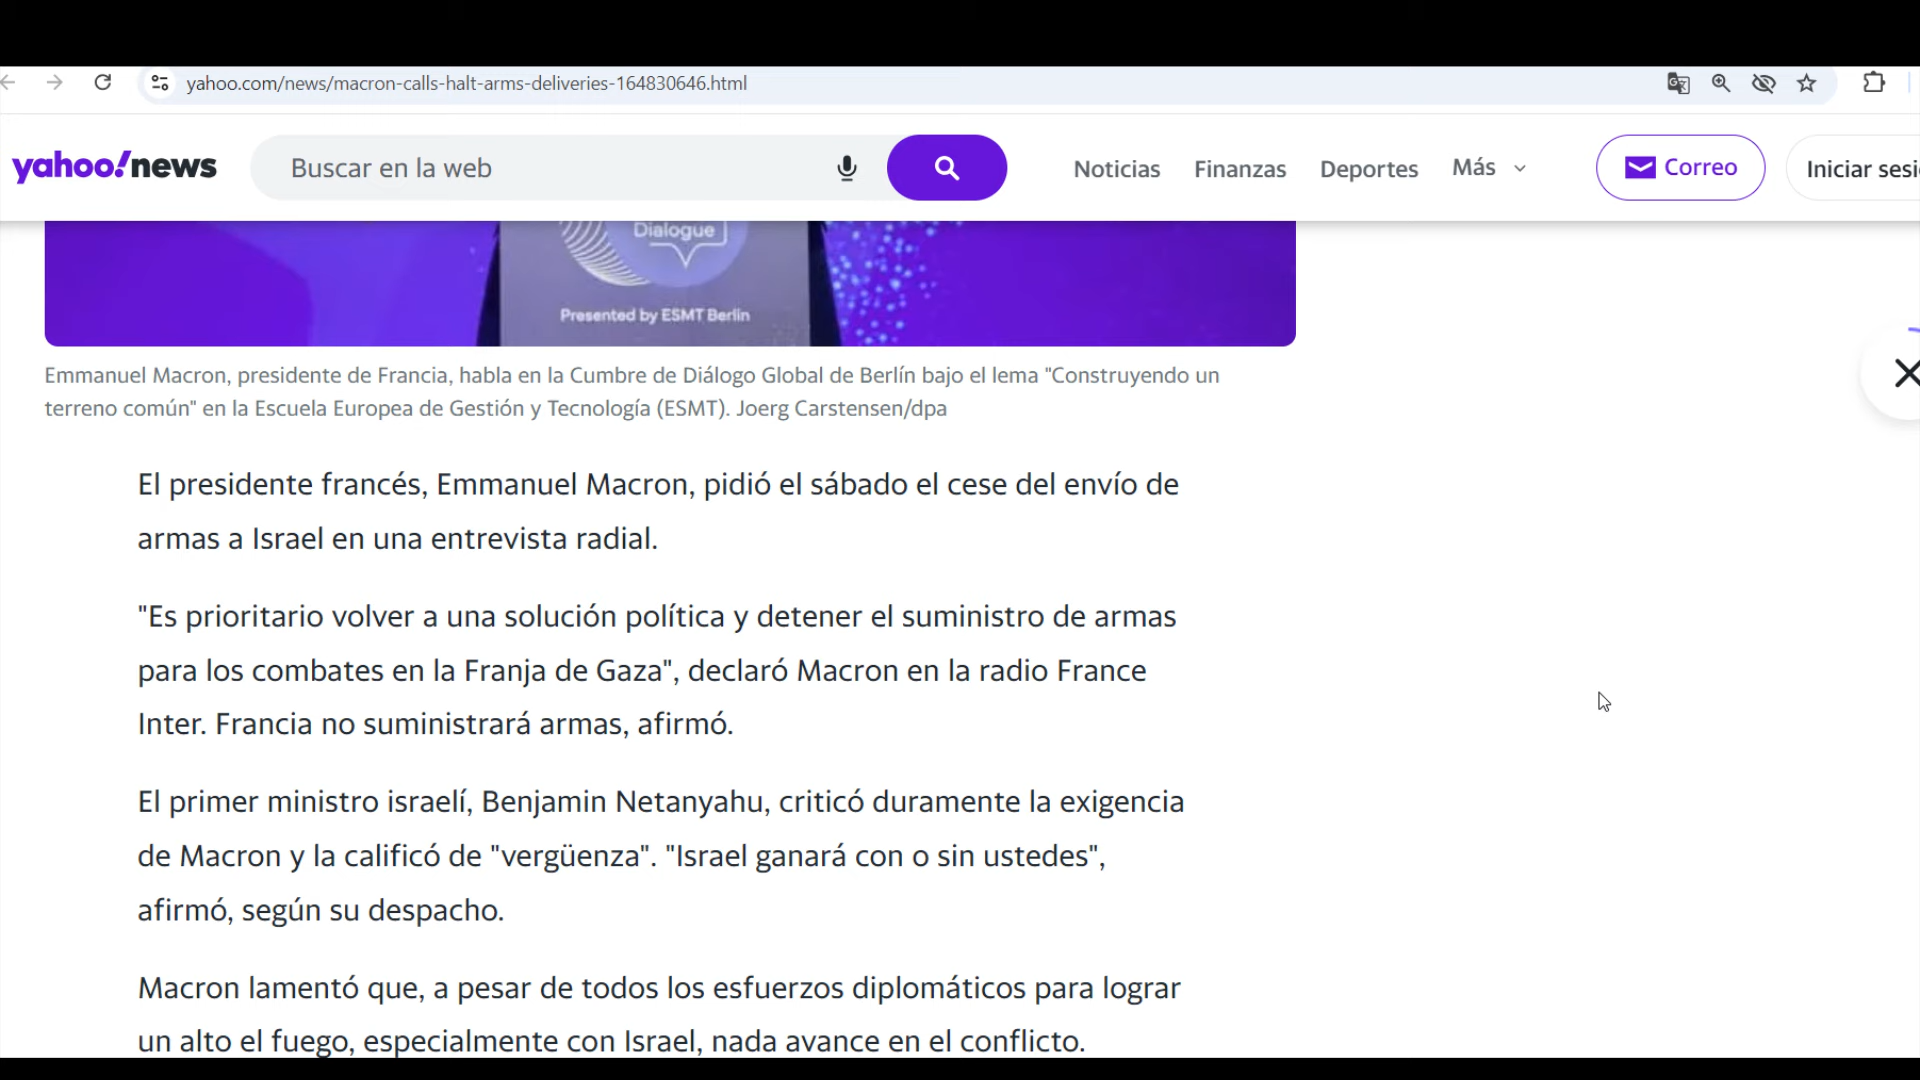 yahoo.com/news/macron-calls-halt-arms-deliveries-164830646.html
yahoo!news
Buscar en la web
Noticias
Finanzas
Deportes
Más
Correo
Iniciar
Dialogue
Presented by ESMT Berlin
Emmanuel Macron, presidente de Francia, habla en la Cumbre de Diálogo Global de Berlín bajo el lema "Construyendo un
terreno común" en la Escuela Europea de Gestión y Tecnología (ESMT). Joerg Carstensen/dpa
El presidente francés, Emmanuel Macron, pidió el sábado el cese del envío de
armas a Israel en una entrevista radial.
"Es prioritario volver a una solución política y detener el suministro de armas
para los combates en la Franja de Gaza", declaró Macron en la radio France
Inter. Francia no suministrará armas, afirmó.
El primer ministro israelí, Benjamin Netanyahu, criticó duramente la exigencia
de Macron y la calificó de "vergüenza". "Israel ganará con o sin ustedes",
afirmó, según su despacho.
Macron lamentó que, a pesar de todos los esfuerzos diplomáticos para lograr
un alto el fuego, especialmente con Israel, nada avance en el conflicto.